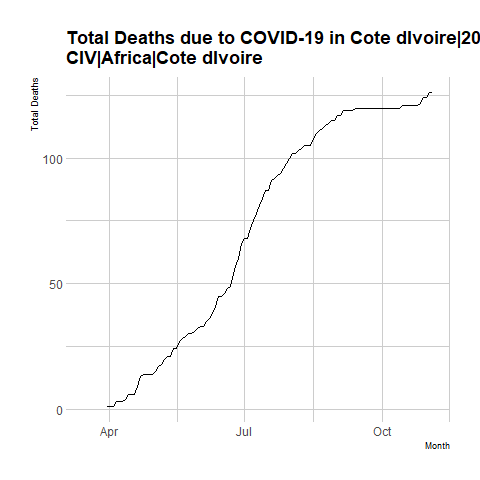 Total Deaths due to COVID-19 in Cote dIvoire|20
CIV|Africa|Cote dIvoire
Total Deaths
100
50
0
Apr
Jul
Oct
Month